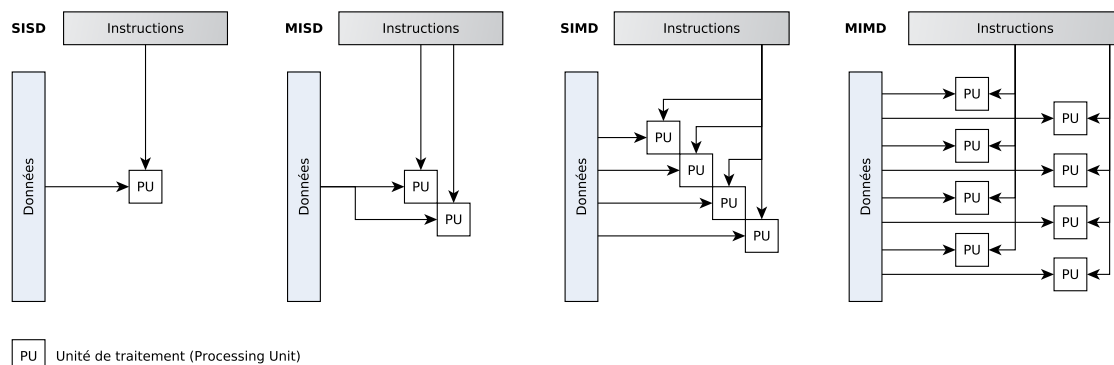 SISD
Instructions
MISD
Instructions
SIMD
Instructions
MIMD
Instructions
Données
PU
Données
PU
PU
Données
PU
PU
PU
PU
Données
PU
PU
PU
PU
PU
PU
PU
PU
PU Unité de traitement (Processing Unit)